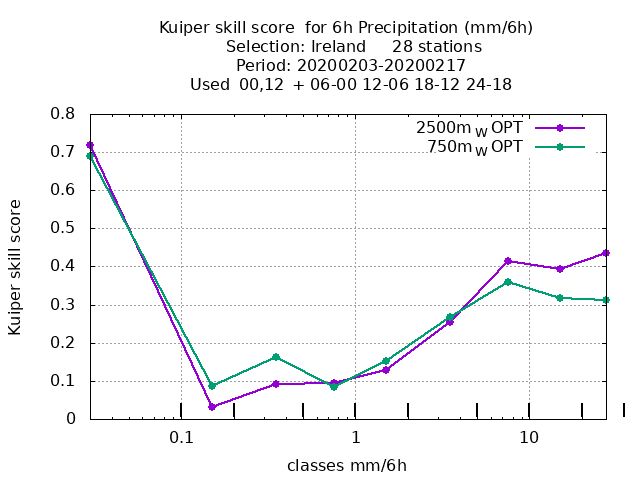 Kuiper skill score  for 6h Precipitation (mm/6h)
Selection: Ireland     28 stations
Period: 20200203-20200217
Used  00,12  + 06-00 12-06 18-12 24-18
2500m W OPT
750m W OPT
0.8
0.7
0.6
0.5
0.4
0.3
0.2
0.1
0
Kuiper skill score
0.1 1 10
classes mm/6h